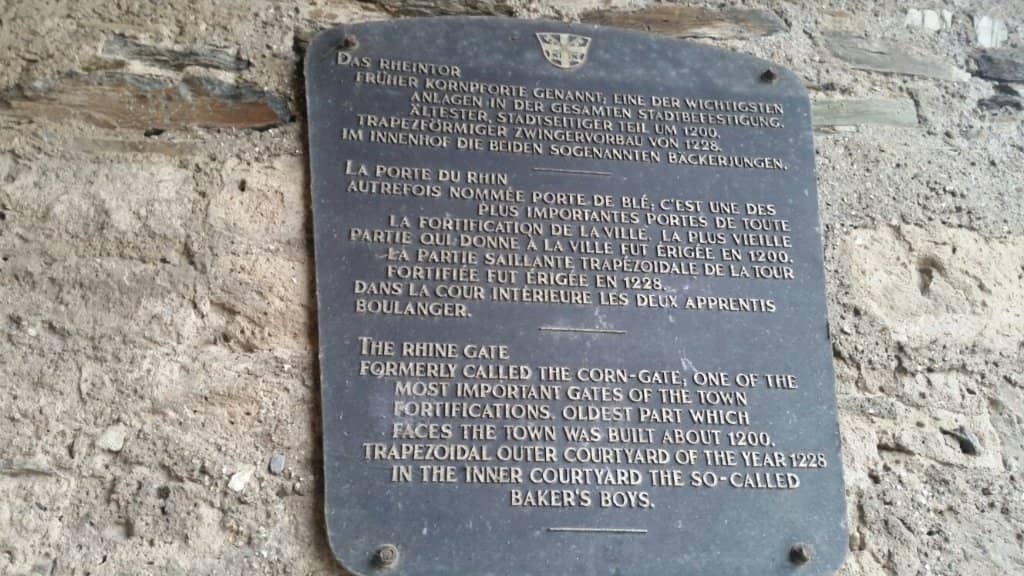 DAS RHEINTOR
FRÜHER KORNPFORTE GENANNT; EINE DER WICHTIGSTEN
ANLAGEN IN DER GESAMTEN STADTBEFESTIGUNG.
ÄLTESTER, STADTSEITIGER TEIL UM 1200.
TRAPEZFÖRMIGER ZWINGERVORBAU VON 1228.
IM INNENHOF DIE BEIDEN SOGENANNTEN BÄCKERJUNGEN.
LA PORTE DU RHIN
AUTREFOIS NOMMÉE PORTE DE BLÉ; C'EST UNE DES
PLUS IMPORTANTES PORTES DE TOUTE
LA FORTIFICATION DE LA VILLE. LA PLUS VIEILLE
PARTIE QUI DONNE À LA VILLE FUT ÉRIGÉE EN 1200.
LA PARTIE SAILLANTE TRAPÉZOIDALE DE LA TOUR
FORTIFIÉE FUT ÉRIGÉE EN 1228.
DANS LA COUR INTÉRIEURE LES DEUX APPRENTIS
BOULANGER.
THE RHINE GATE
FORMERLY CALLED THE CORN-GATE; ONE OF THE
MOST IMPORTANT GATES OF THE TOWN
FORTIFICATIONS. OLDEST PART WHICH
FACES THE TOWN WAS BUILT ABOUT 1200.
TRAPEZOIDAL OUTER COURTYARD OF THE YEAR 1228
IN THE INNER COURTYARD THE SO-CALLED
BAKER'S BOYS.